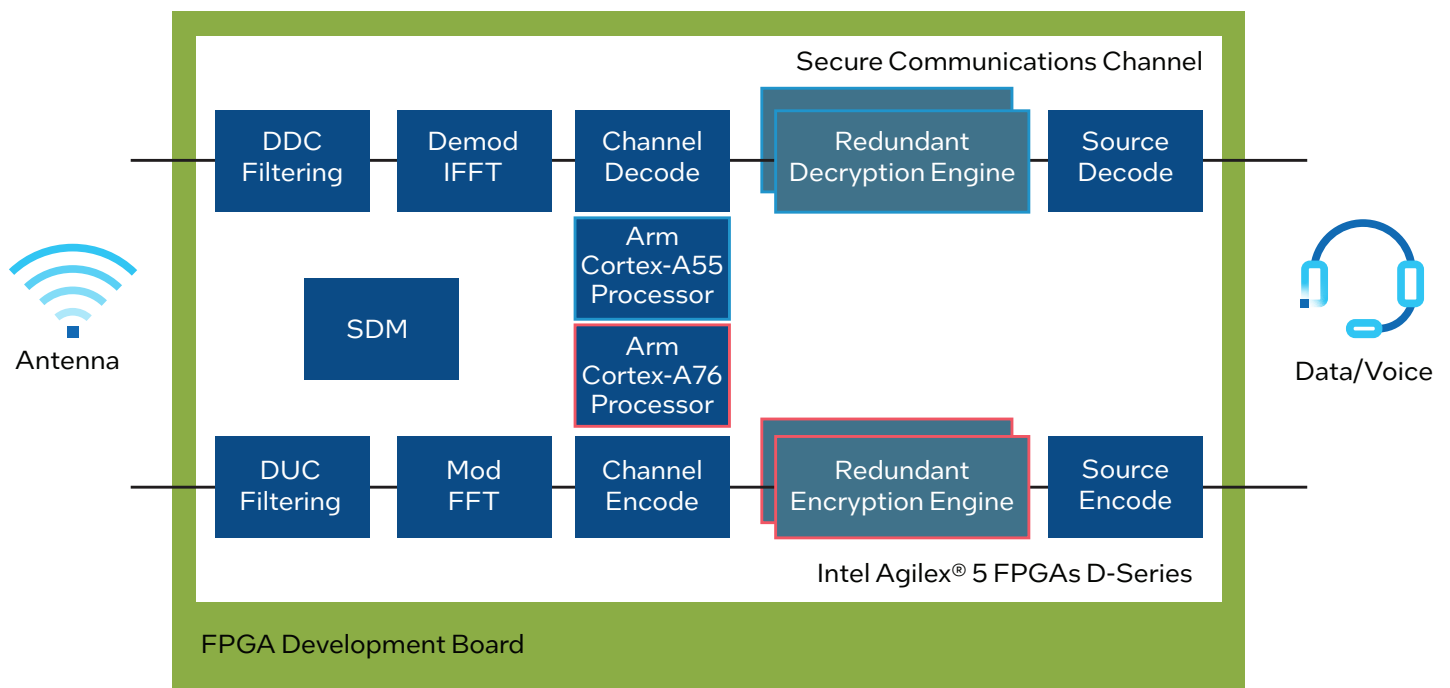 Secure Communications Channel
DDC
Filtering
Demod
IFFT
Channel
Decode
Redundant
Decryption Engine
Source
Decode
Arm
Cortex-A55
Processor
SDM
Arm
Cortex-A76
Processor
Antenna
Data/Voice
DUC
Filtering
Mod
FFT
Channel
Encode
Redundant
Encryption Engine
Source
Encode
Intel Agilex® 5 FPGAs D-Series
FPGA Development Board